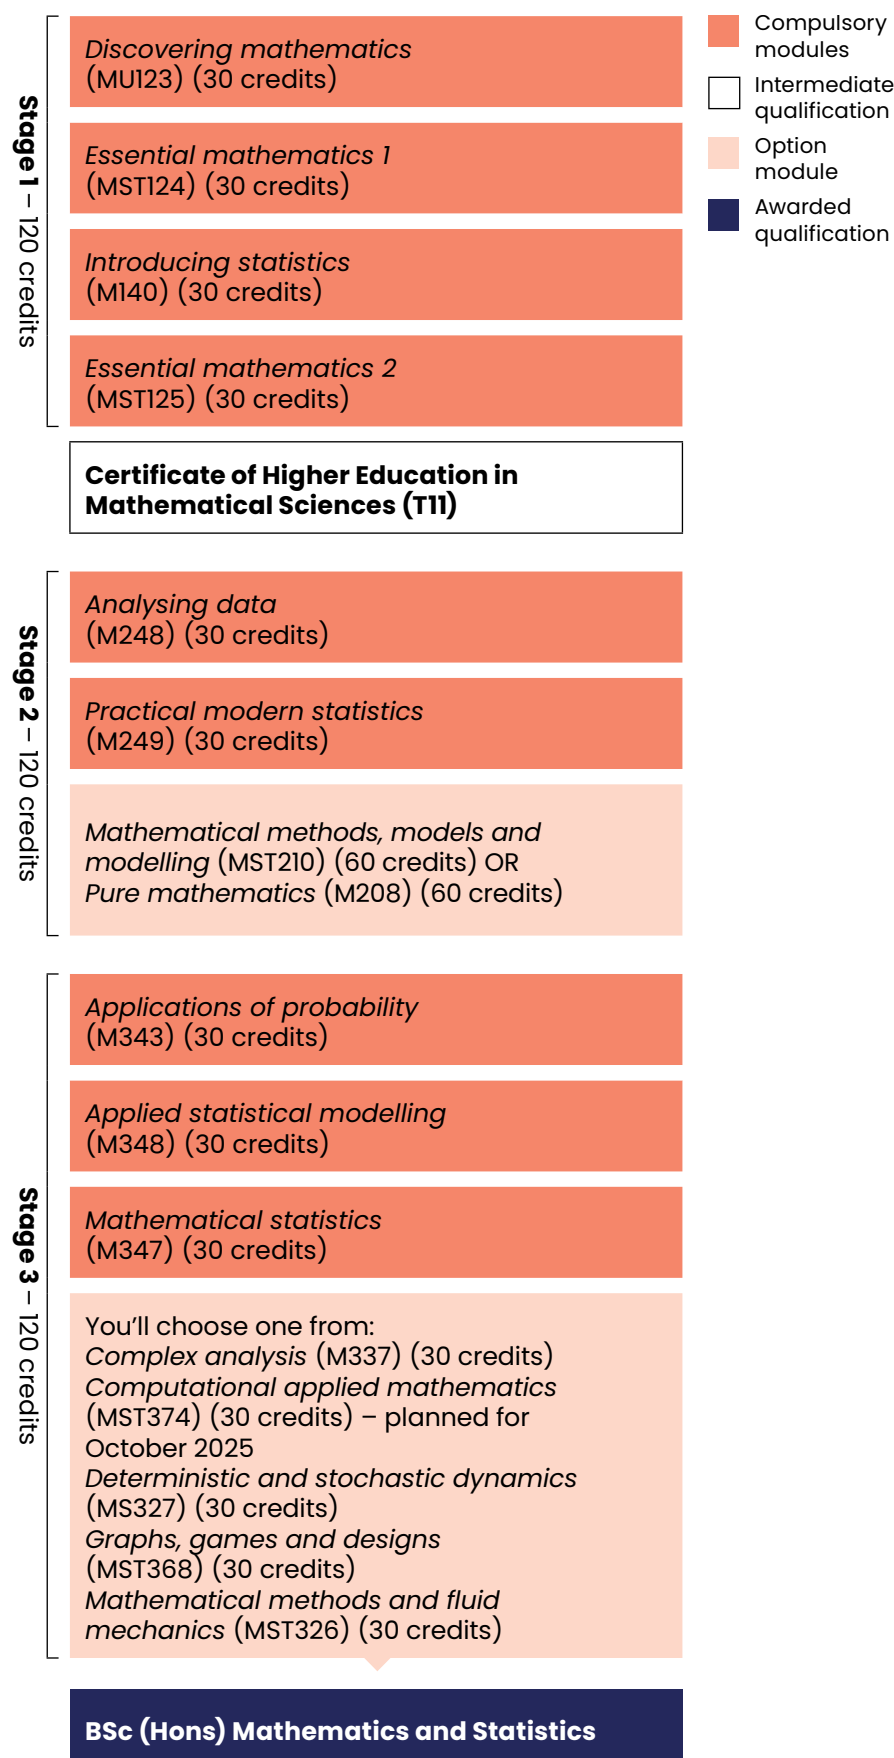 Compulsory
modules
Intermediate
qualification
Option
module
Awarded
qualification
Stage 1 – 120 credits
Discovering mathematics
(MU123) (30 credits)
Essential mathematics 1
(MST124) (30 credits)
Introducing statistics
(M140) (30 credits)
Essential mathematics 2
(MST125) (30 credits)
Certificate of Higher Education in
Mathematical Sciences (T11)
Stage 2 – 120 credits
Analysing data
(M248) (30 credits)
Practical modern statistics
(M249) (30 credits)
Mathematical methods, models and
modelling (MST210) (60 credits) OR
Pure mathematics (M208) (60 credits)
Stage 3 – 120 credits
Applications of probability
(M343) (30 credits)
Applied statistical modelling
(M348) (30 credits)
Mathematical statistics
(M347) (30 credits)
You’ll choose one from:
Complex analysis (M337) (30 credits)
Computational applied mathematics
(MST374) (30 credits) – planned for
October 2025
Deterministic and stochastic dynamics
(MS327) (30 credits)
Graphs, games and designs
(MST368) (30 credits)
Mathematical methods and fluid
mechanics (MST326) (30 credits)
BSc (Hons) Mathematics and Statistics